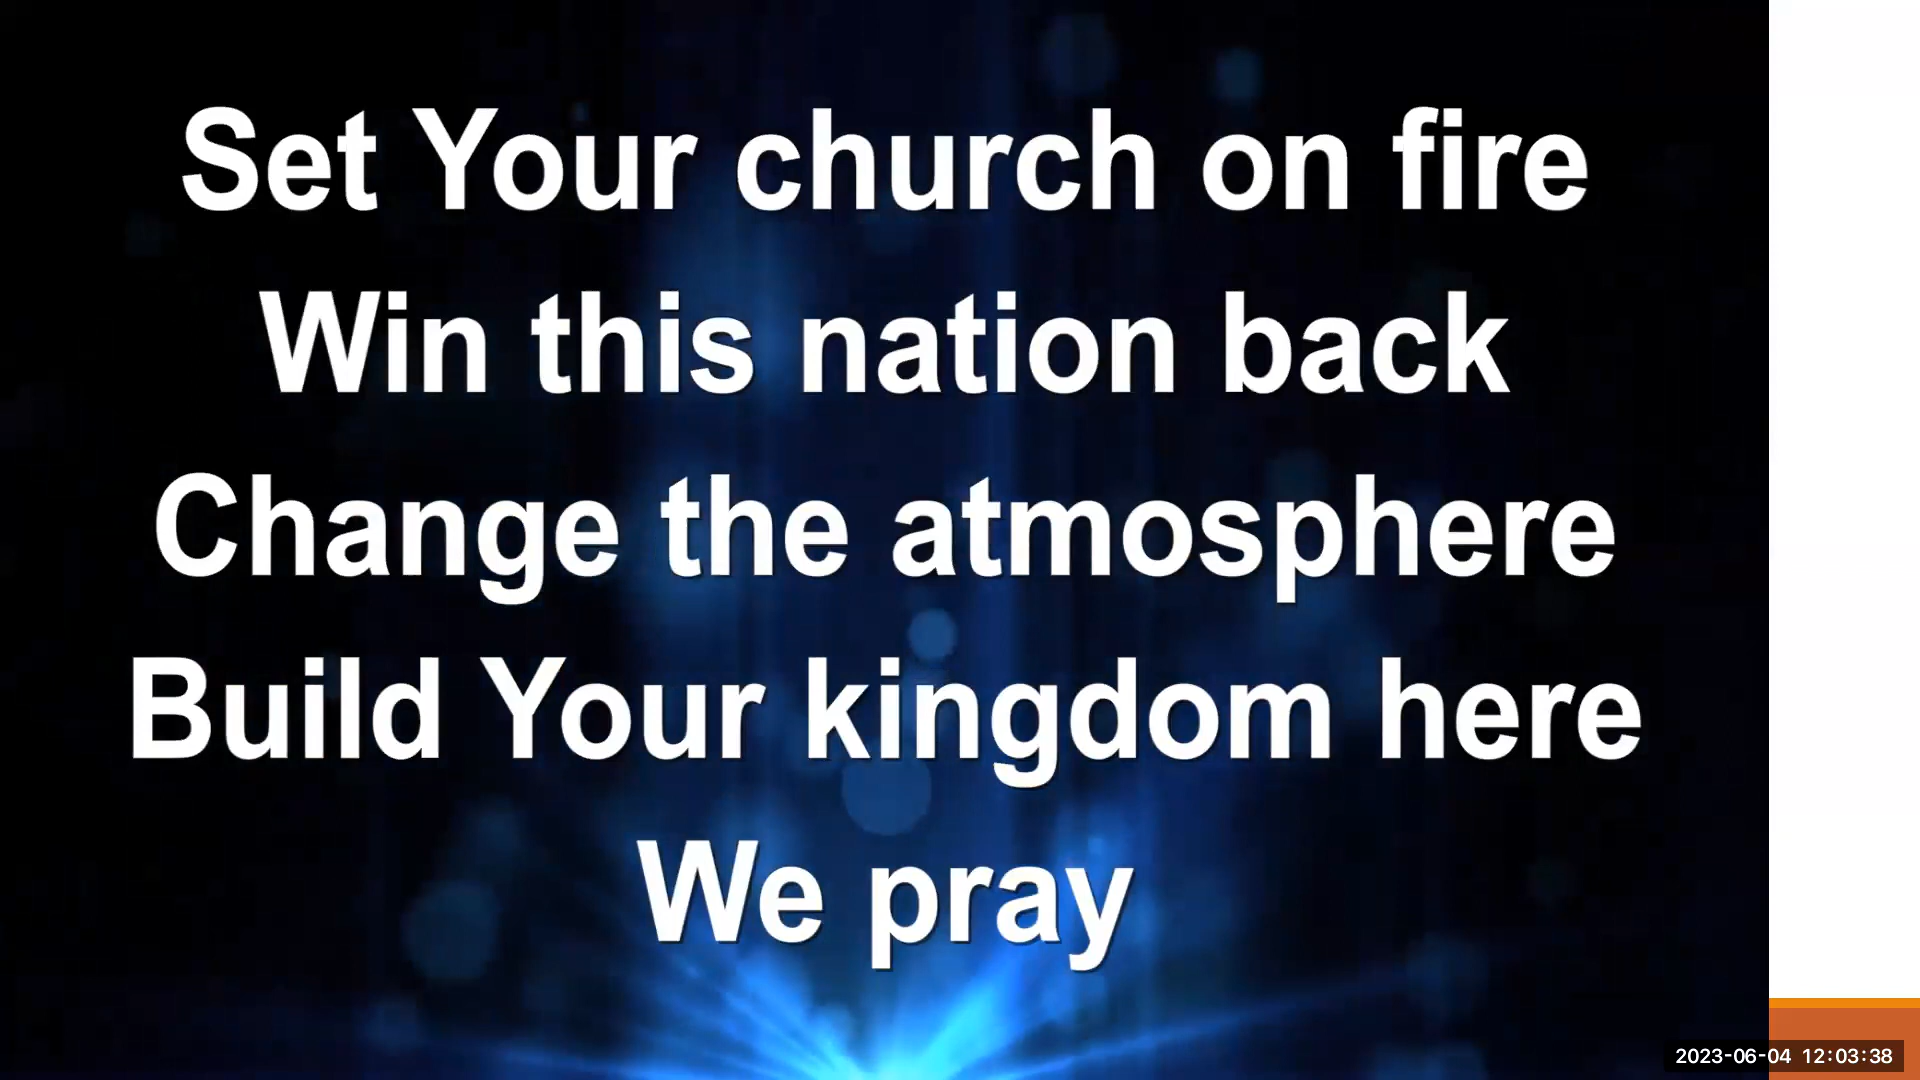 Set Your church on fire
Win this nation back
Change the atmosphere
Build Your kingdom here
We pray
2023-06-04 12:03:38